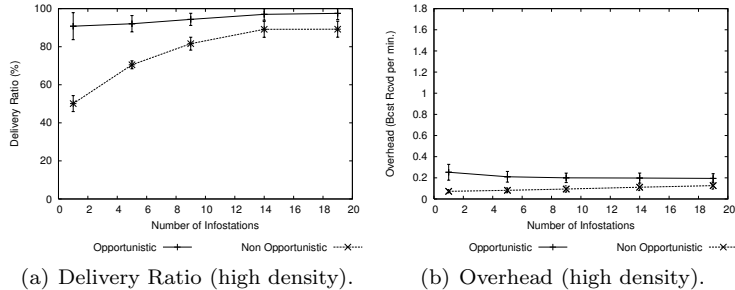 100
80
60
40
20
0
Delivery Ratio (%)
0 2 4 6 8 10 12 14 16 18 20
Number of Infostations
Opportunistic
Non Opportunistic
(a) Delivery Ratio (high density).
1.8
1.6
1.4
1.2
1
0.8
0.6
0.4
0.2
0
Overhead (Bcst Rcvd per min.)
0 2 4 6 8 10 12 14 16 18 20
Number of Infostations
Opportunistic
Non Opportunistic
(b) Overhead (high density).